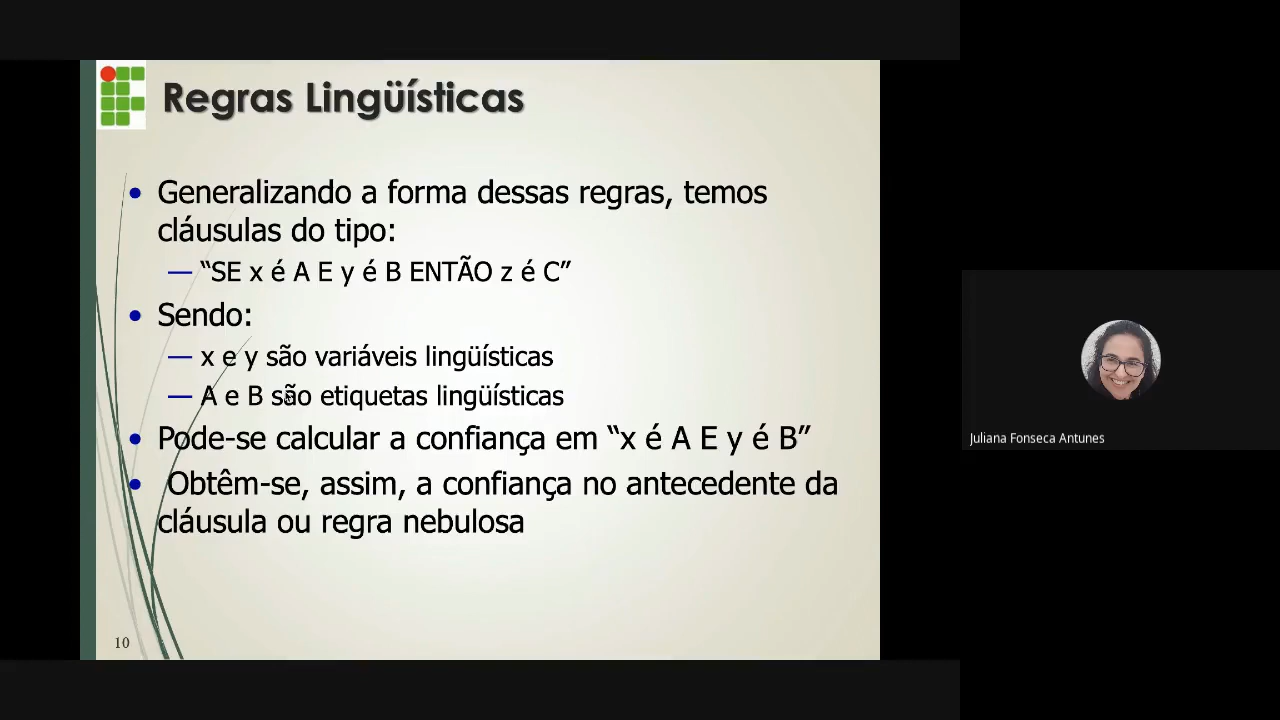 Regras Lingüísticas
• Generalizando a forma dessas regras, temos
cláusulas do tipo:
— “SE x é A E y é B ENTÃO z é C”
• Sendo:
— x e y são variáveis lingüísticas
— A e B são etiquetas lingüísticas
• Pode-se calcular a confiança em “x é A E y é B”
• Obtêm-se, assim, a confiança no antecedente da
cláusula ou regra nebulosa
10
Juliana Fonseca Antunes